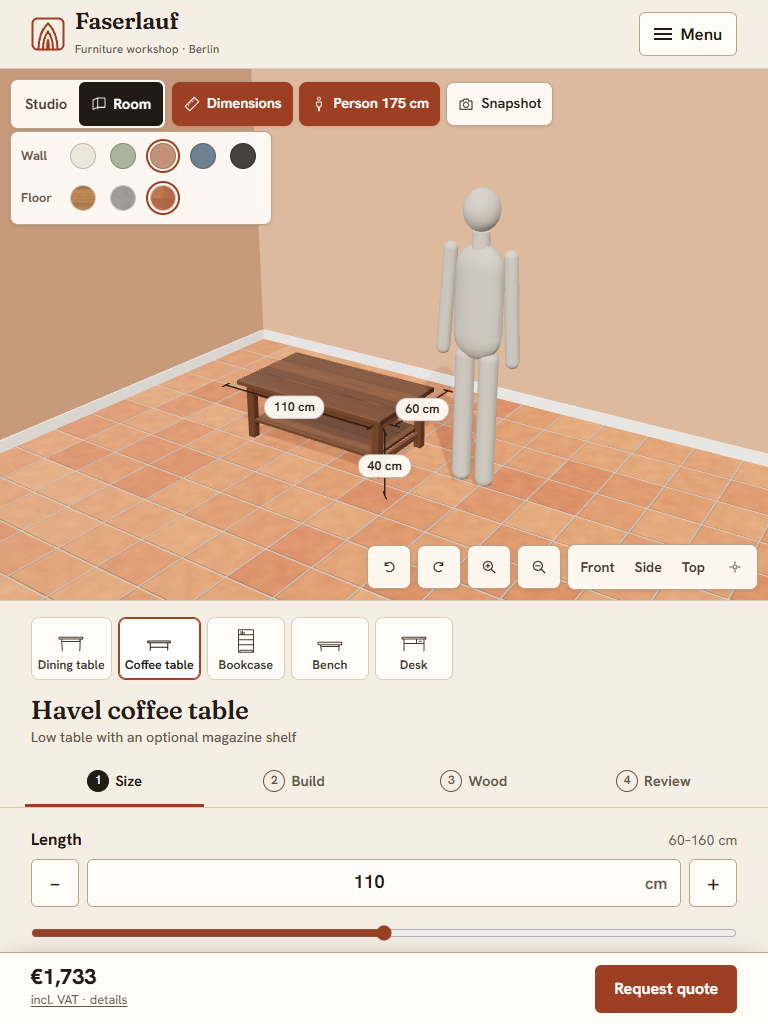 Faserlauf
Furniture workshop · Berlin
Menu
Studio
Room
Dimensions
Person 175 cm
Snapshot
Wall
Floor
110 cm
60 cm
40 cm
Front
Side
Top
Dining table
Coffee table
Bookcase
Bench
Desk
Havel coffee table
Low table with an optional magazine shelf
1 Size
2 Build
3 Wood
4 Review
Length
60–160 cm
−
110
cm
+
€1,733
incl. VAT · details
Request quote